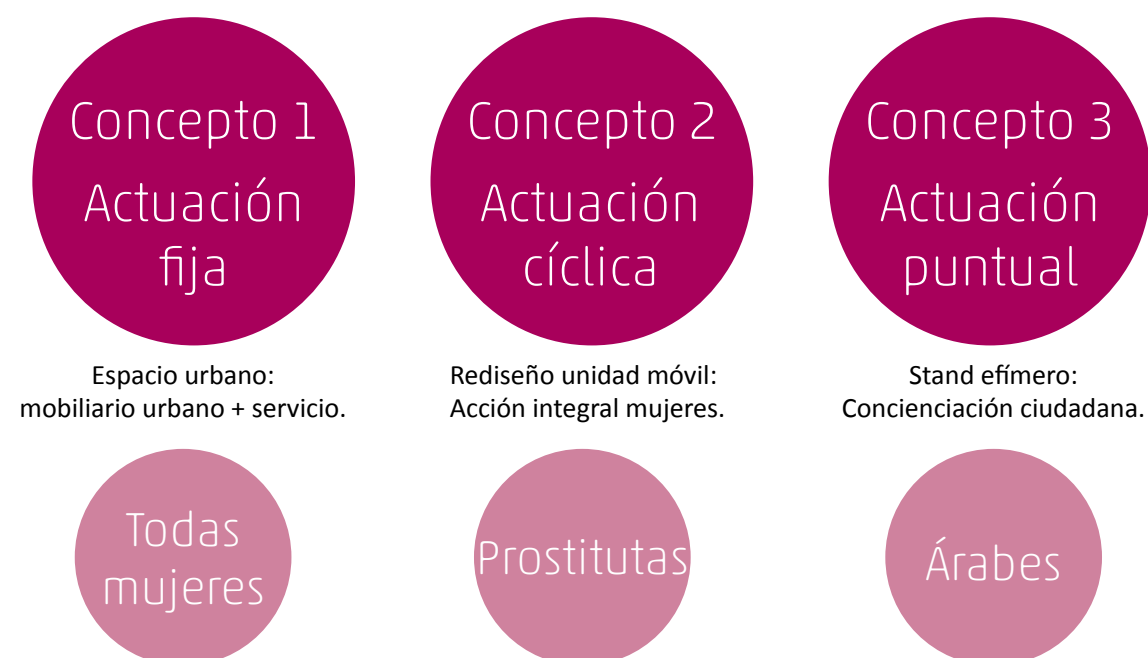 Concepto 1
Actuación
fija
Espacio urbano:
mobiliario urbano + servicio.
Todas
mujeres
Concepto 2
Actuación
cíclica
Rediseño unidad móvil:
Acción integral mujeres.
Prostitutas
Concepto 3
Actuación
puntual
Stand efímero:
Concienciación ciudadana.
Árabes